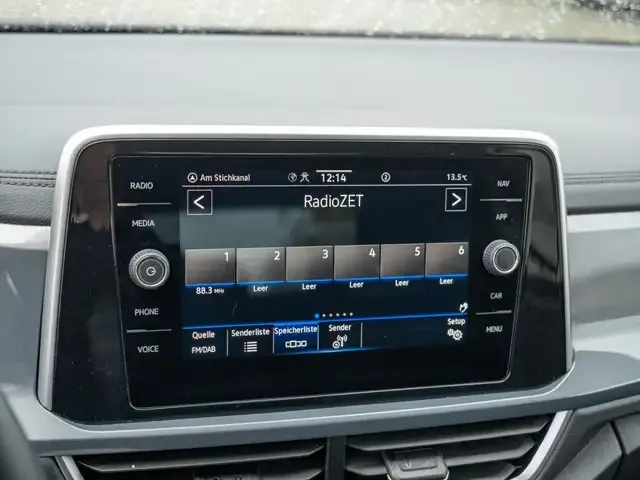 RADIO
MEDIA
PHONE
VOICE
Am Stichkanal 12:14 2 13.5°C
RadioZET
1 2 3 4 5 6
88.3 MHz Leer Leer Leer Leer Leer
Quelle Senderliste Speicherliste Sender Setup
FM/DAB
NAV
APP
CAR
MENU